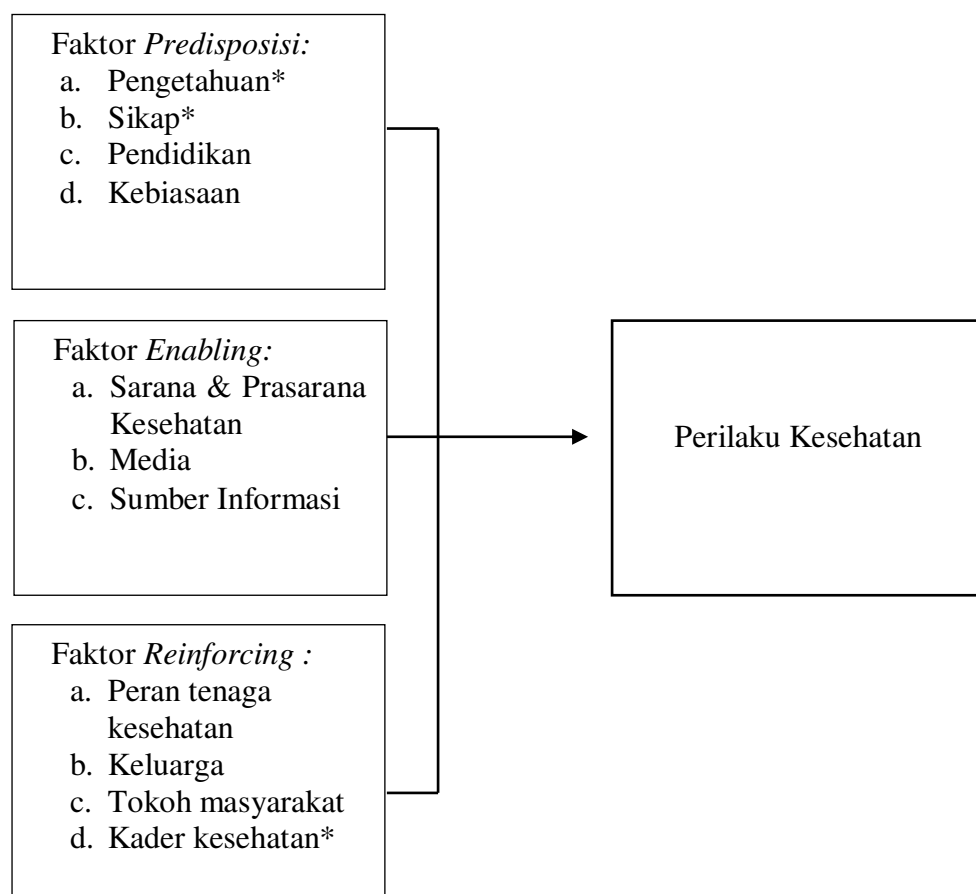 Faktor Predisposisi:
a. Pengetahuan*
b. Sikap*
c. Pendidikan
d. Kebiasaan
Faktor Enabling:
a. Sarana & Prasarana
Kesehatan
b. Media
c. Sumber Informasi
Perilaku Kesehatan
Faktor Reinforcing :
a. Peran tenaga
kesehatan
b. Keluarga
c. Tokoh masyarakat
d. Kader kesehatan*